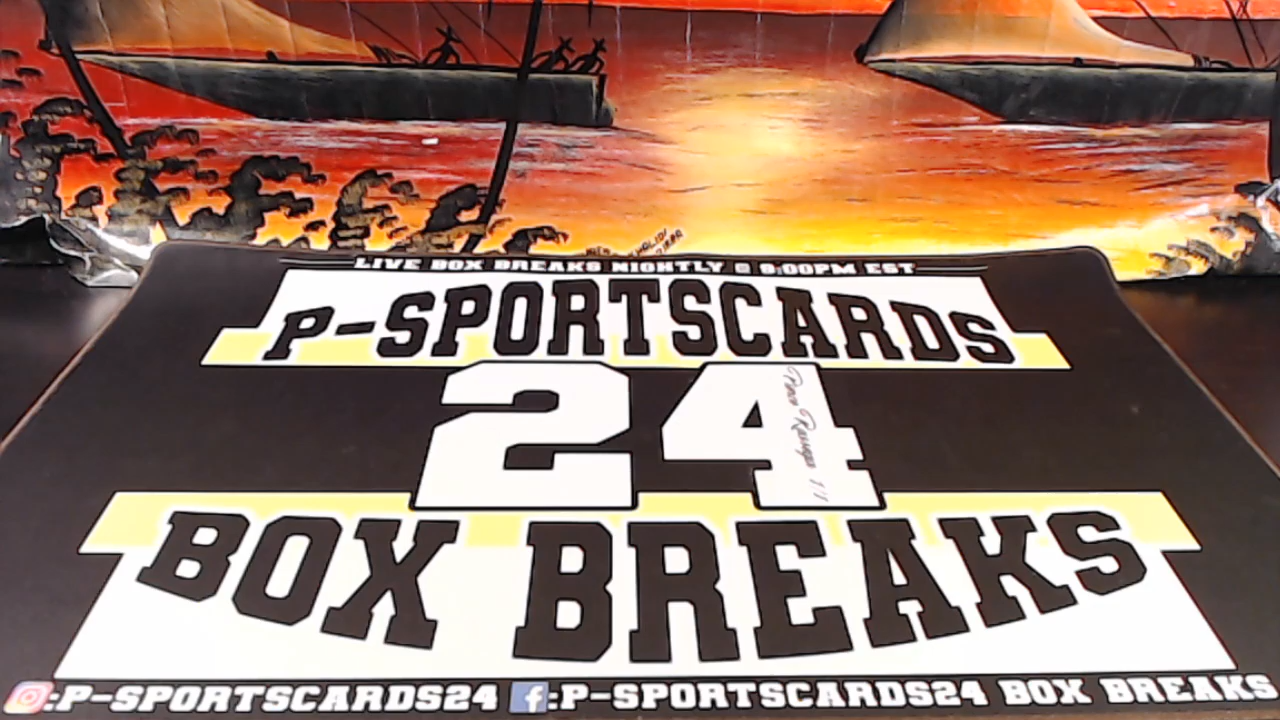 LIVE BOX BREAKS NIGHTLY @ 9:00PM EST
P-SPORTSCARDS
24
BOX BREAKS
:P-SPORTSCARDS24 :P-SPORTSCARDS24 BOX BREAKS